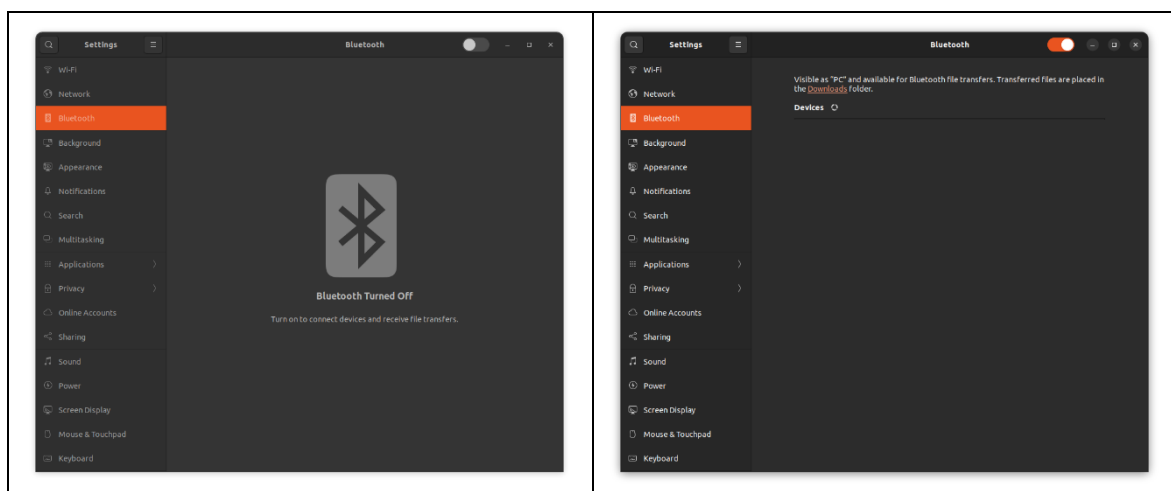 Settings
Bluetooth
Wi-Fi
Network
Bluetooth
Background
Appearance
Notifications
Search
Multitasking
Applications
Privacy
Online Accounts
Sharing
Sound
Power
Screen Display
Mouse & Touchpad
Keyboard
Bluetooth Turned Off
Turn on to connect devices and receive file transfers.
Settings
Bluetooth
Wi-Fi
Network
Bluetooth
Background
Appearance
Notifications
Search
Multitasking
Applications
Privacy
Online Accounts
Sharing
Sound
Power
Screen Display
Mouse & Touchpad
Keyboard
Visible as "PC" and available for Bluetooth file transfers. Transferred files are placed in
the Downloads folder.
Devices